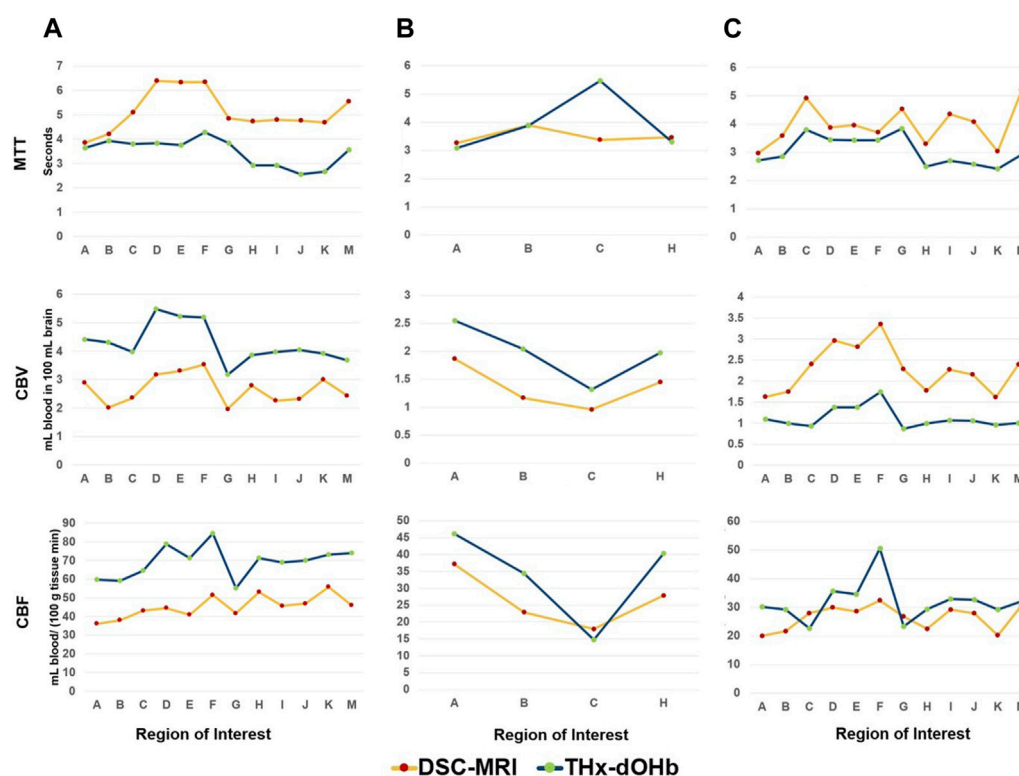 A B C
MTT
Seconds
7 6 5 4 3 2 1 0
A B C D E F G H I J K M
6 5 4 3 2 1 0
A B C H
6 5 4 3 2 1 0
A B C D E F G H I J K
CBV
mL blood in 100 mL brain
6 5 4 3 2 1 0
A B C D E F G H I J K M
3 2.5 2 1.5 1 0.5 0
A B C H
4 3.5 3 2.5 2 1.5 1 0.5 0
A B C D E F G H I J K M
CBF
mL blood/ (100 g tissue min)
90 80 70 60 50 40 30 20 10 0
A B C D E F G H I J K M
50 45 40 35 30 25 20 15 10 5 0
A B C H
60 50 40 30 20 0
A B C D E F G H I J K
Region of Interest Region of Interest Region of Interest
DSC-MRI THx-dOHb